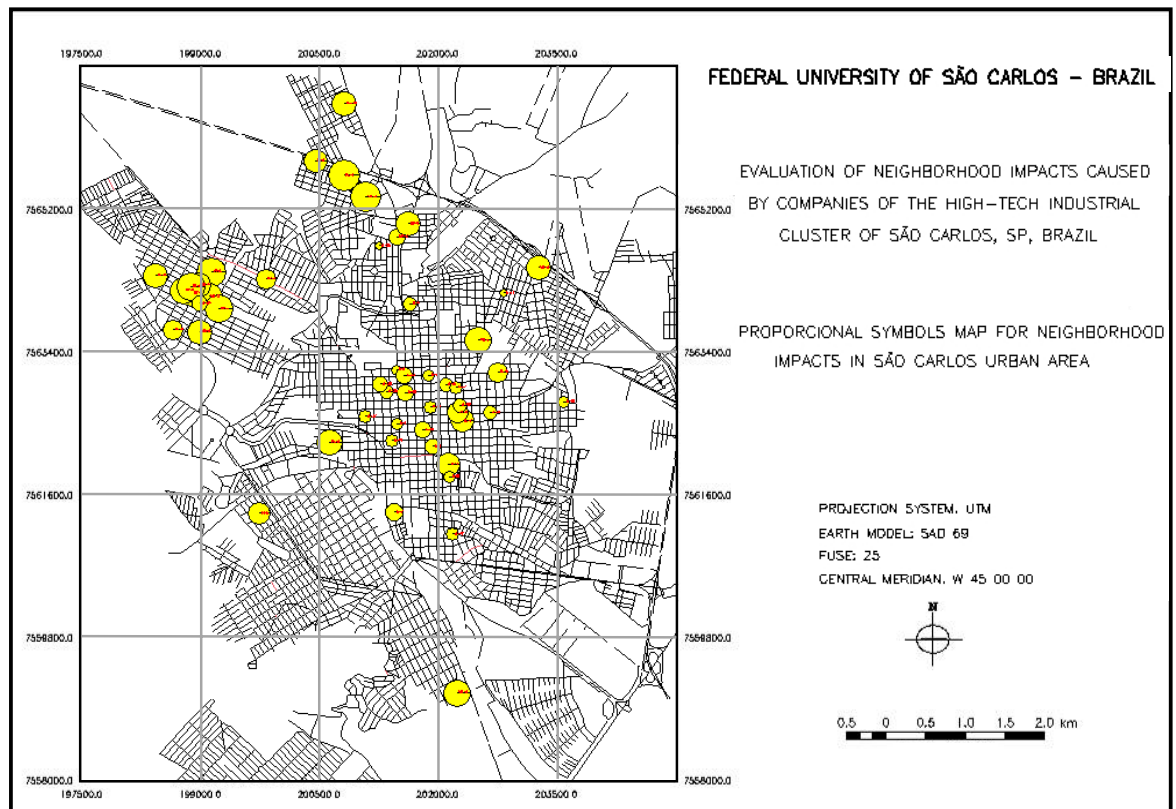 197500.0 199000.0 200500.0 202000.0 203500.0
FEDERAL UNIVERSITY OF SÃO CARLOS - BRAZIL
EVALUATION OF NEIGHBORHOOD IMPACTS CAUSED
BY COMPANIES OF THE HIGH-TECH INDUSTRIAL
CLUSTER OF SÃO CARLOS, SP, BRAZIL
PROPORCIONAL SYMBOLS MAP FOR NEIGHBORHOOD
IMPACTS IN SÃO CARLOS URBAN AREA
7565200.0 7565200.0
7563400.0 7563400.0
7561600.0 7561600.0
7559800.0 7559800.0
7558000.0 7558000.0
PROJECTION SYSTEM. UTM
EARTH MODEL: SAD 69
FUSE: 25
CENTRAL MERIDIAN. W 45 00 00
N
0.5 0 0.5 1.0 1.5 2.0 km
197500.0 199000.0 200500.0 202000.0 203500.0